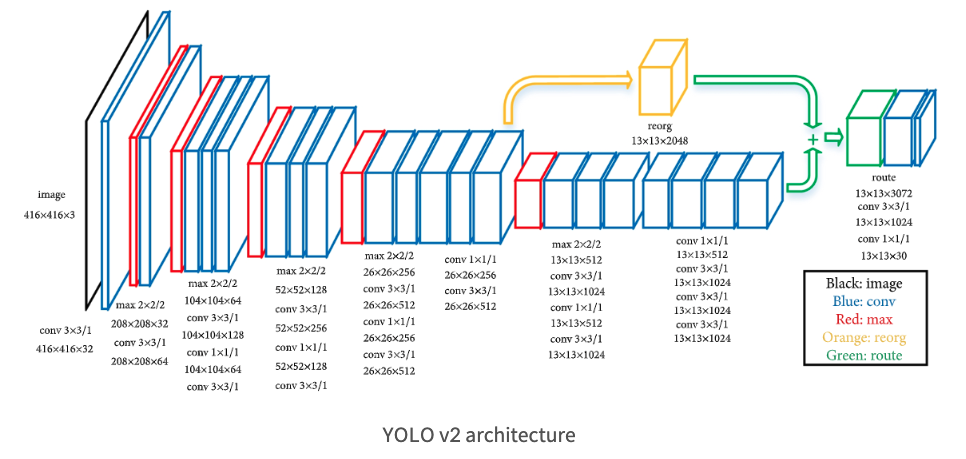 image
416×416×3
conv 3×3/1
416×416×32
max 2×2/2
208×208×32
conv 3×3/1
208×208×64
max 2×2/2
104×104×64
conv 3×3/1
104×104×128
conv 1×1/1
104×104×64
conv 3×3/1
max 2×2/2
52×52×128
conv 3×3/1
52×52×256
conv 1×1/1
52×52×128
conv 3×3/1
max 2×2/2
26×26×256
conv 3×3/1
26×26×512
conv 1×1/1
26×26×256
conv 3×3/1
26×26×512
conv 1×1/1
26×26×256
conv 3×3/1
26×26×512
reorg
13×13×2048
max 2×2/2
13×13×512
conv 3×3/1
13×13×1024
conv 1×1/1
13×13×512
conv 3×3/1
13×13×1024
conv 1×1/1
13×13×512
conv 3×3/1
13×13×1024
conv 3×3/1
13×13×1024
conv 3×3/1
13×13×1024
+
route
13×13×3072
conv 3×3/1
13×13×1024
conv 1×1/1
13×13×30
Black: image
Blue: conv
Red: max
Orange: reorg
Green: route
YOLO v2 architecture